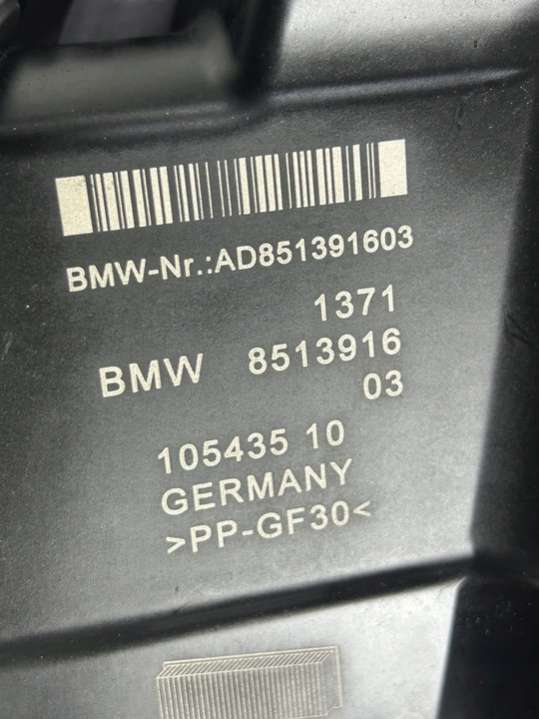 BMW-Nr.:AD851391603
1371
BMW 8513916
03
105435 10
GERMANY
>PP-GF30<